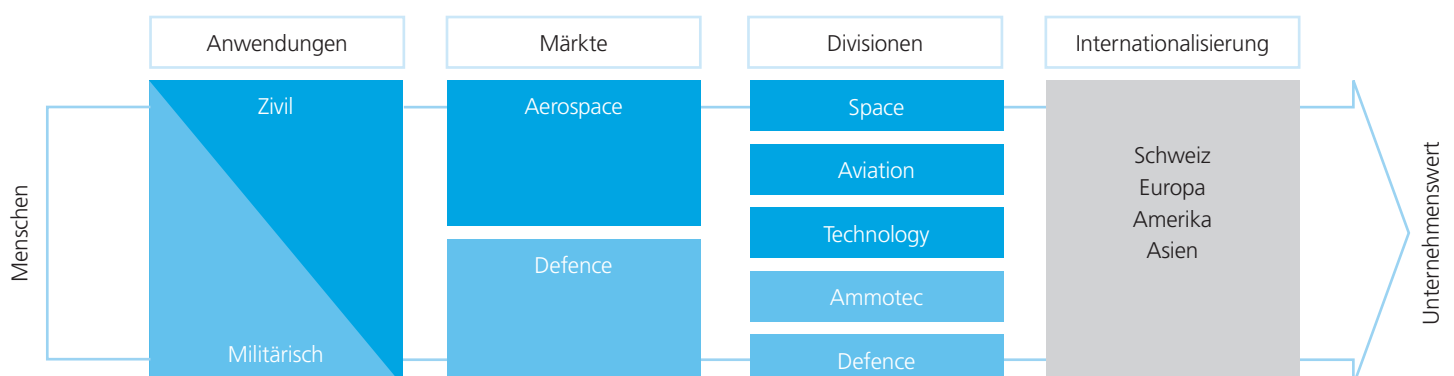 Anwendungen
Märkte
Divisionen
Internationalisierung
Menschen
Zivil
Militärisch
Aerospace
Defence
Space
Aviation
Technology
Ammotec
Defence
Schweiz
Europa
Amerika
Asien
Unternehmenswert